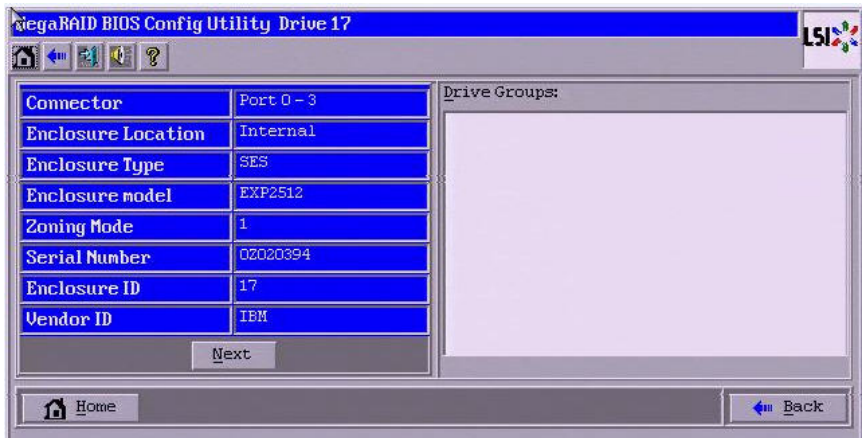 MegaRAID BIOS Config Utility Drive 17
LSI
Connector Port 0 - 3
Enclosure Location Internal
Enclosure Type SES
Enclosure model EXP2512
Zoning Mode 1
Serial Number 0Z020394
Enclosure ID 17
Vendor ID IBM
Next
Drive Groups:
Home
Back